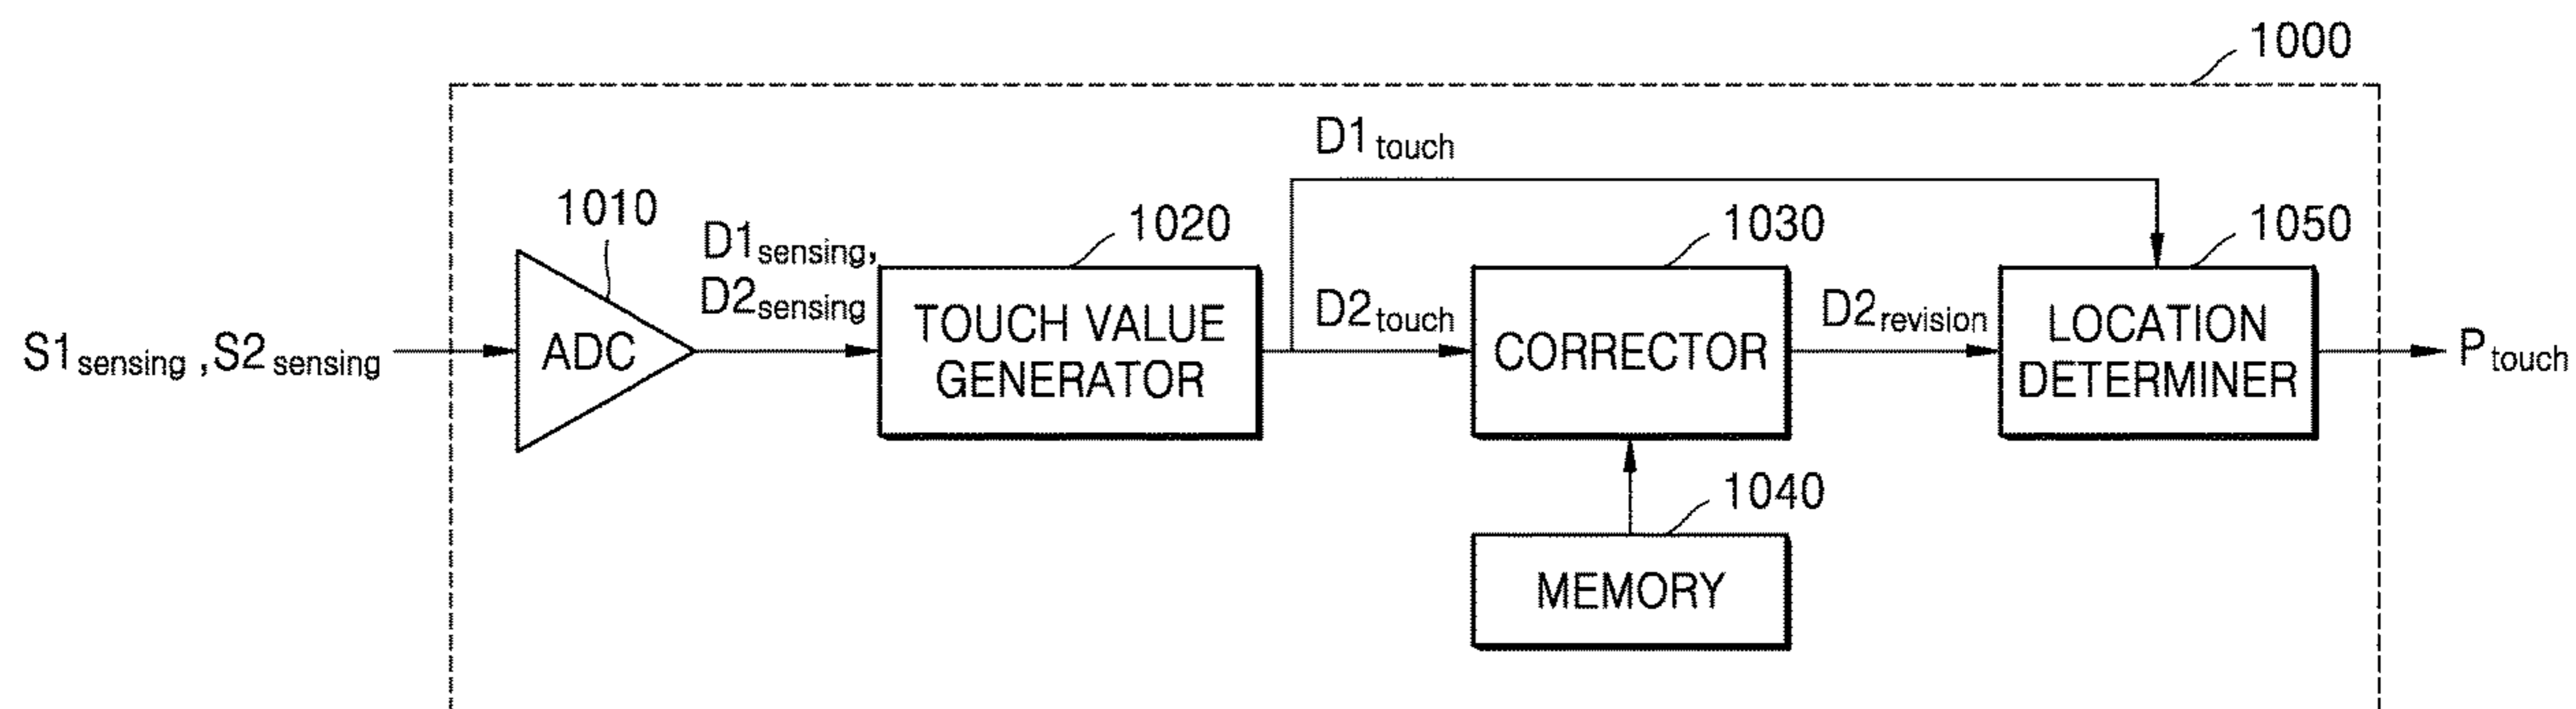 1000
D1touch
1010
D1sensing,
1020
1030
1050
D2sensing
TOUCH VALUE
GENERATOR
D2touch
CORRECTOR
D2revision
LOCATION
DETERMINER
S1sensing ,S2sensing
ADC
Ptouch
1040
MEMORY